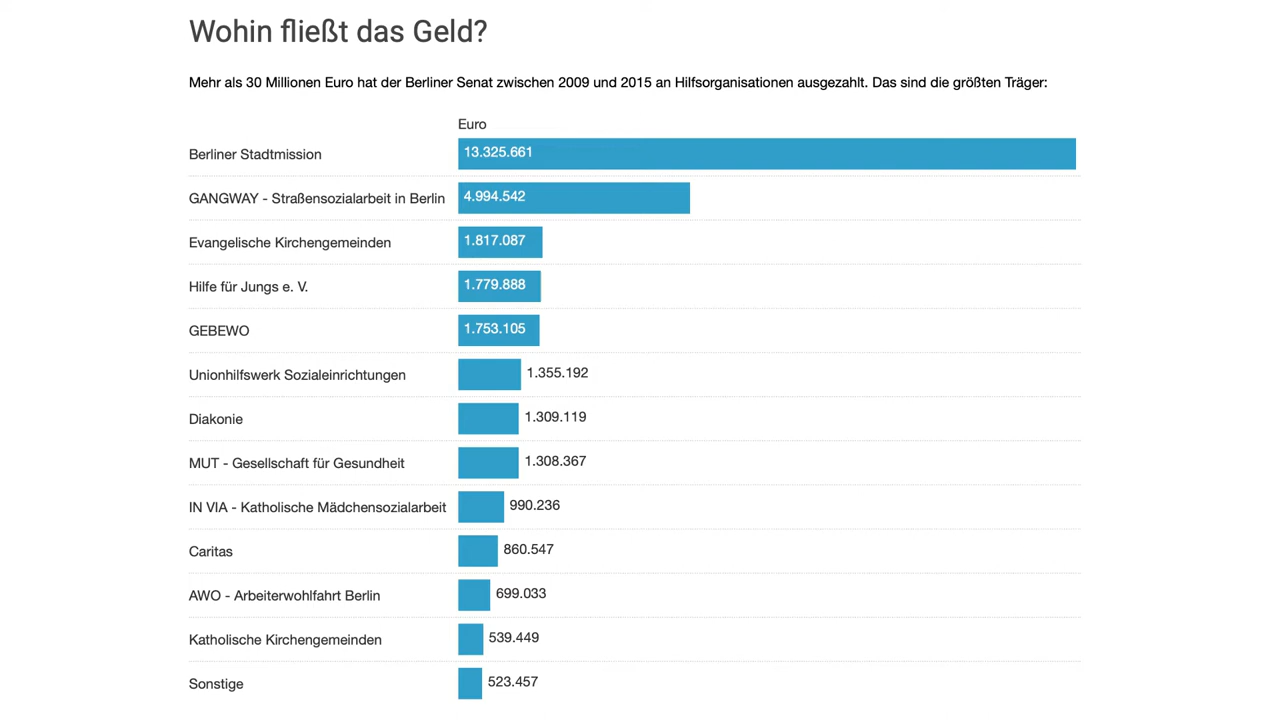 Wohin fließt das Geld?
Mehr als 30 Millionen Euro hat der Berliner Senat zwischen 2009 und 2015 an Hilfsorganisationen ausgezahlt. Das sind die größten Träger:
Euro
Berliner Stadtmission 13.325.661
GANGWAY - Straßensozialarbeit in Berlin 4.994.542
Evangelische Kirchengemeinden 1.817.087
Hilfe für Jungs e. V. 1.779.888
GEBEWO 1.753.105
Unionhilfswerk Sozialeinrichtungen 1.355.192
Diakonie 1.309.119
MUT - Gesellschaft für Gesundheit 1.308.367
IN VIA - Katholische Mädchensozialarbeit 990.236
Caritas 860.547
AWO - Arbeiterwohlfahrt Berlin 699.033
Katholische Kirchengemeinden 539.449
Sonstige 523.457